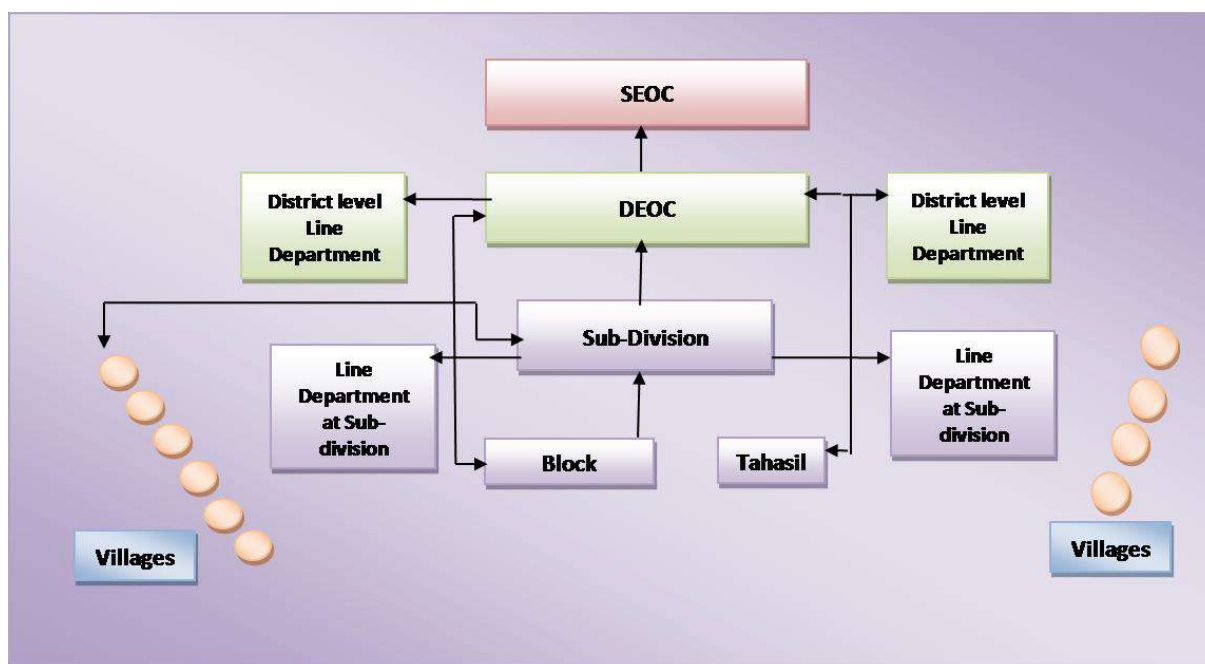 SEOC
District level
Line
Department
DEOC
District level
Line
Department
Sub-Division
Line
Department
at Sub-
division
Line
Department
at Sub-
division
Block
Tahasil
Villages
Villages